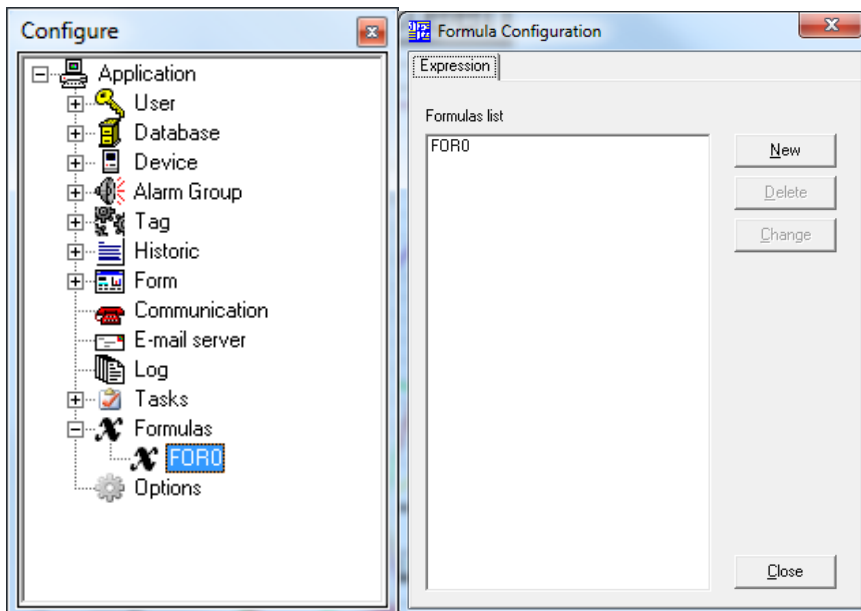 Configure
Application
User
Database
Device
Alarm Group
Tag
Historic
Form
Communication
E-mail server
Log
Tasks
Formulas
FOR0
Options
Formula Configuration
Expression
Formulas list
FOR0
New
Delete
Change
Close